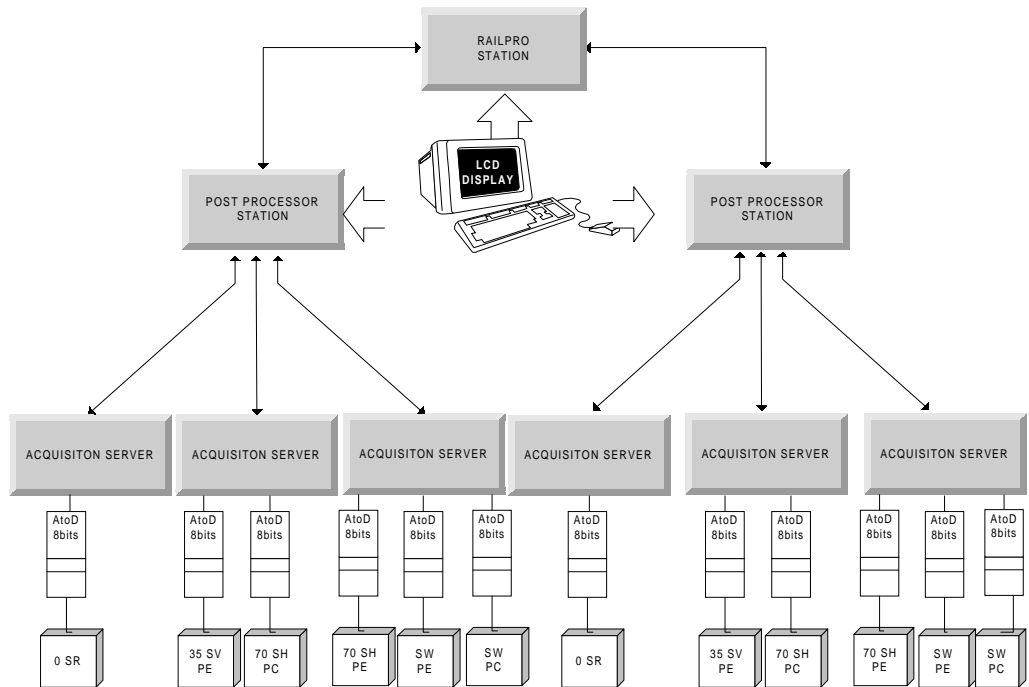 RAILPRO
STATION
LCD
DISPLAY
POST PROCESSOR
STATION
POST PROCESSOR
STATION
ACQUISITON SERVER
ACQUISITON SERVER
ACQUISITON SERVER
ACQUISITON SERVER
ACQUISITON SERVER
ACQUISITON SERVER
AtoD
8bits
AtoD
8bits
AtoD
8bits
AtoD
8bits
AtoD
8bits
AtoD
8bits
AtoD
8bits
AtoD
8bits
AtoD
8bits
AtoD
8bits
AtoD
8bits
AtoD
8bits
0 SR
35 SV
PE
70 SH
PC
70 SH
PE
SW
PE
SW
PC
0 SR
35 SV
PE
70 SH
PC
70 SH
PE
SW
PE
SW
PC